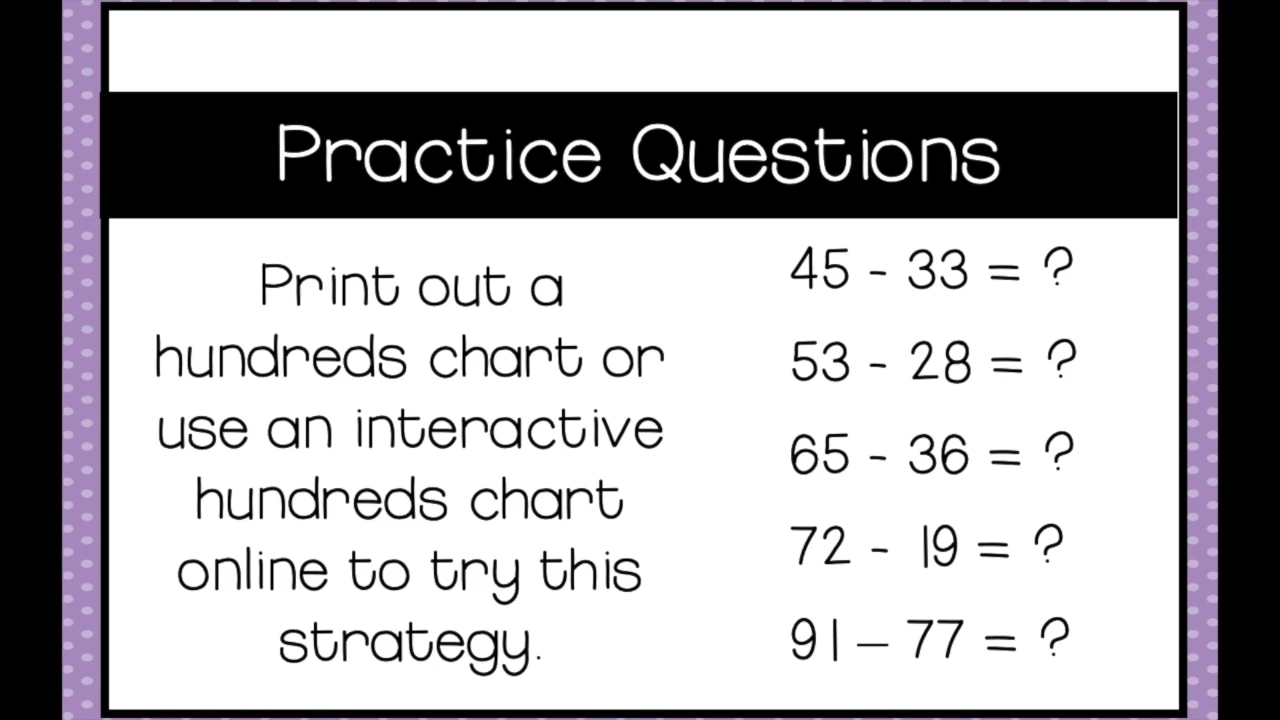 Practice Questions
Print out a
hundreds chart or
use an interactive
hundreds chart
online to try this
strategy.
45 - 33 = ?
53 - 28 = ?
65 - 36 = ?
72 - 19 = ?
91 – 77 = ?